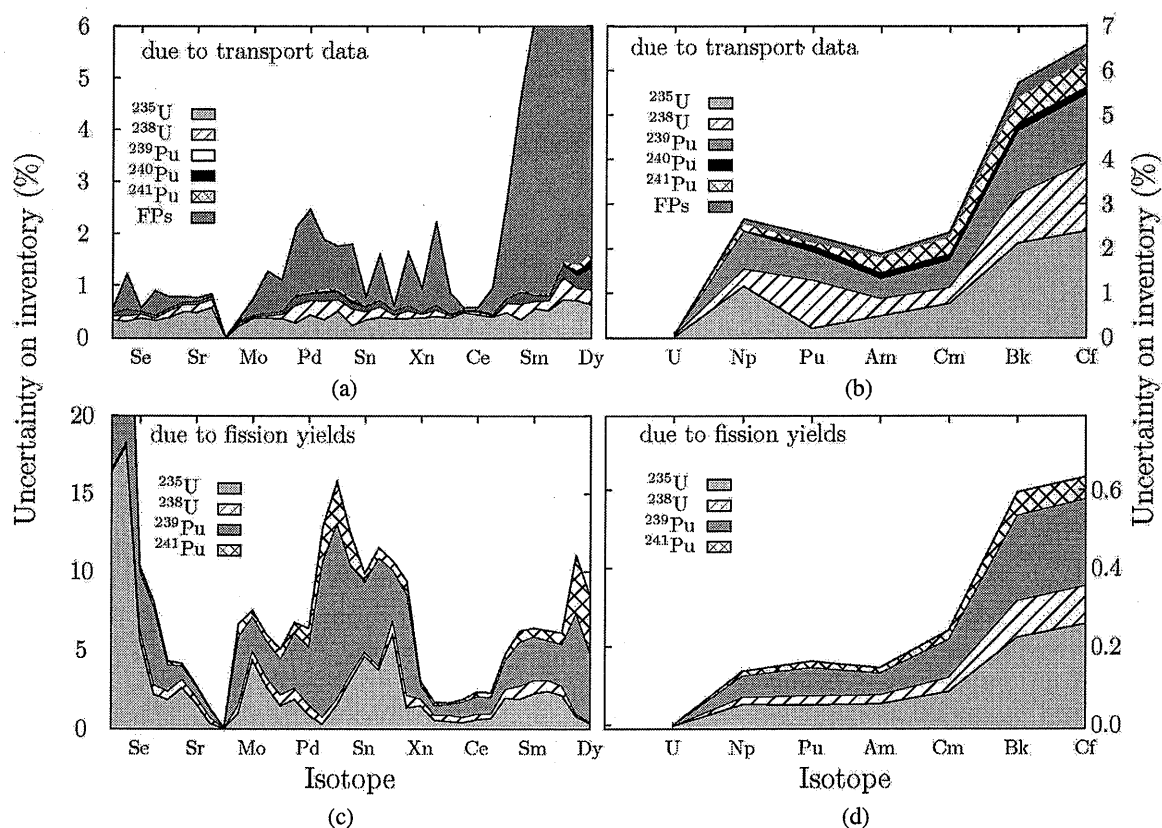 Uncertainty on inventory (%)
6
5
4
3
2
1
0
due to transport data
²³⁵U
²³⁸U
²³⁹Pu
²⁴⁰Pu
²⁴¹Pu
FPs
Se Sr Mo Pd Sn Xn Ce Sm Dy
(a)
due to transport data
²³⁵U
²³⁸U
²³⁹Pu
²⁴⁰Pu
²⁴¹Pu
FPs
7
6
5
4
3
2
1
0
U Np Pu Am Cm Bk Cf
(b)
Uncertainty on inventory (%)
20
15
10
5
0
due to fission yields
²³⁵U
²³⁸U
²³⁹Pu
²⁴¹Pu
Se Sr Mo Pd Sn Xn Ce Sm Dy
Isotope
(c)
due to fission yields
²³⁵U
²³⁸U
²³⁹Pu
²⁴¹Pu
0.6
0.4
0.2
0.0
U Np Pu Am Cm Bk Cf
Isotope
(d)